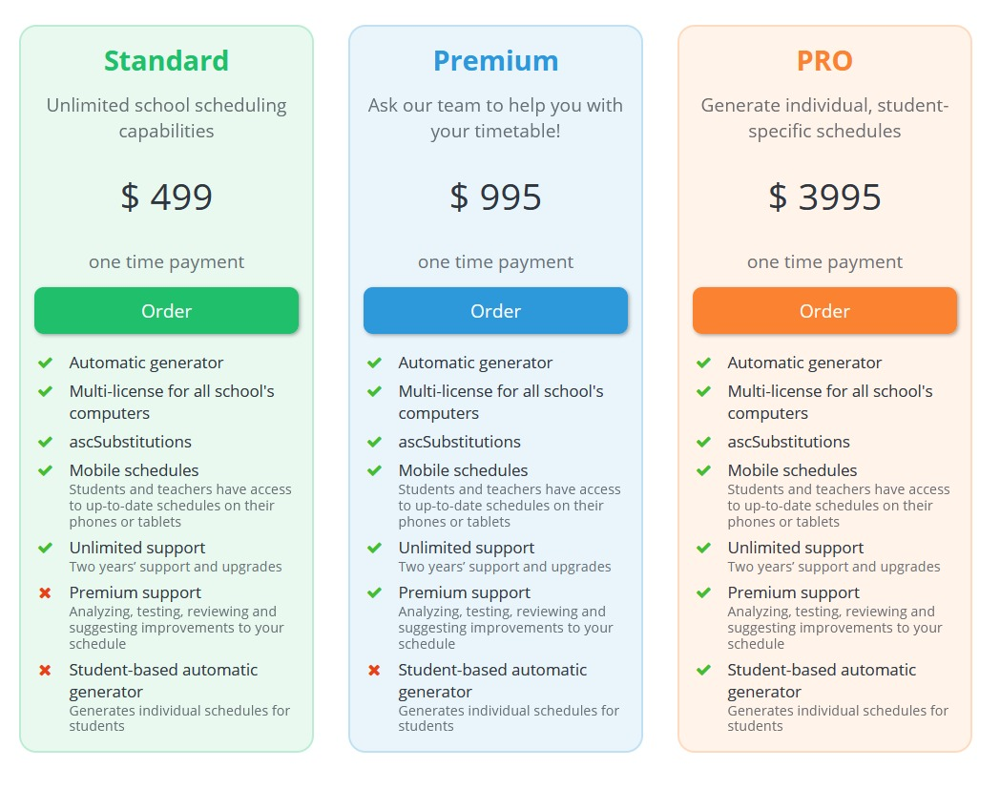 Standard
Unlimited school scheduling
capabilities
$ 499
one time payment
Order
Automatic generator
Multi-license for all school's
computers
ascSubstitutions
Mobile schedules
Students and teachers have access
to up-to-date schedules on their
phones or tablets
Unlimited support
Two years’ support and upgrades
Premium support
Analyzing, testing, reviewing and
suggesting improvements to your
schedule
Student-based automatic
generator
Generates individual schedules for
students
Premium
Ask our team to help you with
your timetable!
$ 995
one time payment
Order
Automatic generator
Multi-license for all school's
computers
ascSubstitutions
Mobile schedules
Students and teachers have access
to up-to-date schedules on their
phones or tablets
Unlimited support
Two years’ support and upgrades
Premium support
Analyzing, testing, reviewing and
suggesting improvements to your
schedule
Student-based automatic
generator
Generates individual schedules for
students
PRO
Generate individual, student-
specific schedules
$ 3995
one time payment
Order
Automatic generator
Multi-license for all school's
computers
ascSubstitutions
Mobile schedules
Students and teachers have access
to up-to-date schedules on their
phones or tablets
Unlimited support
Two years’ support and upgrades
Premium support
Analyzing, testing, reviewing and
suggesting improvements to your
schedule
Student-based automatic
generator
Generates individual schedules for
students